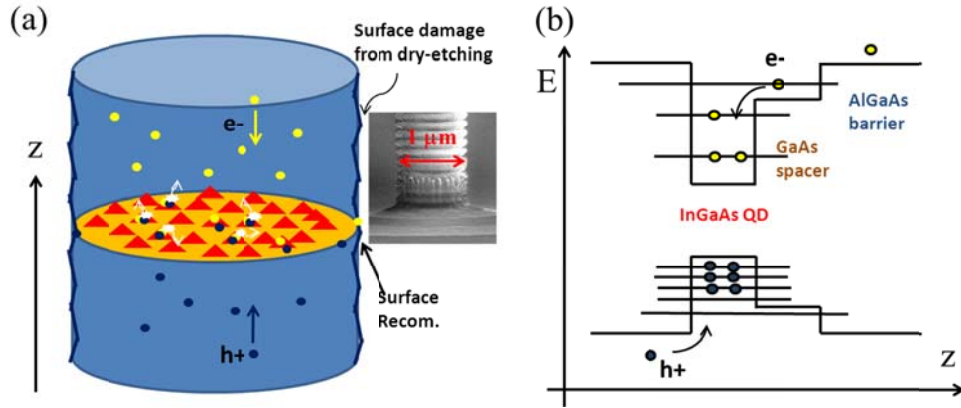 (a)
Surface damage
from dry-etching
e-
1 μm
z
Surface
Recom.
h+
(b)
E
e-
AlGaAs
barrier
GaAs
spacer
InGaAs QD
h+
z